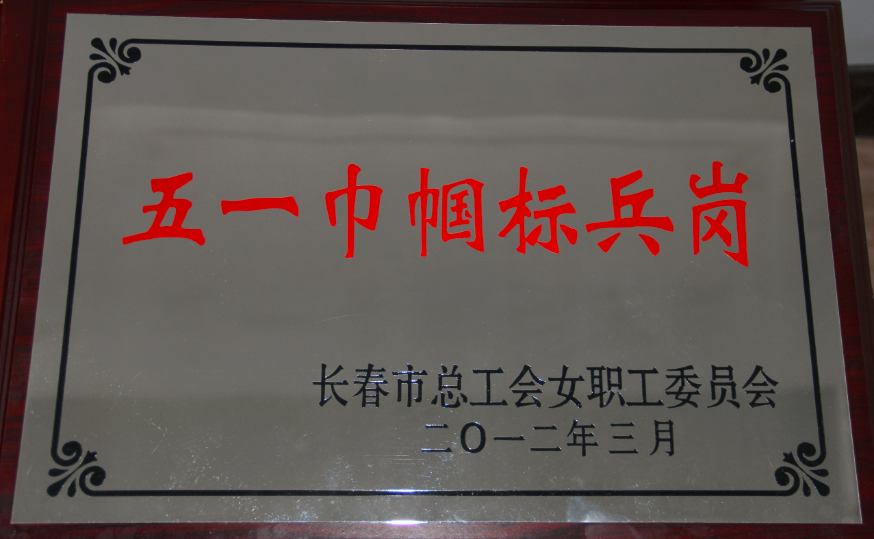 五一巾帼标兵岗
长春市总工会女职工委员会
二〇一二年三月